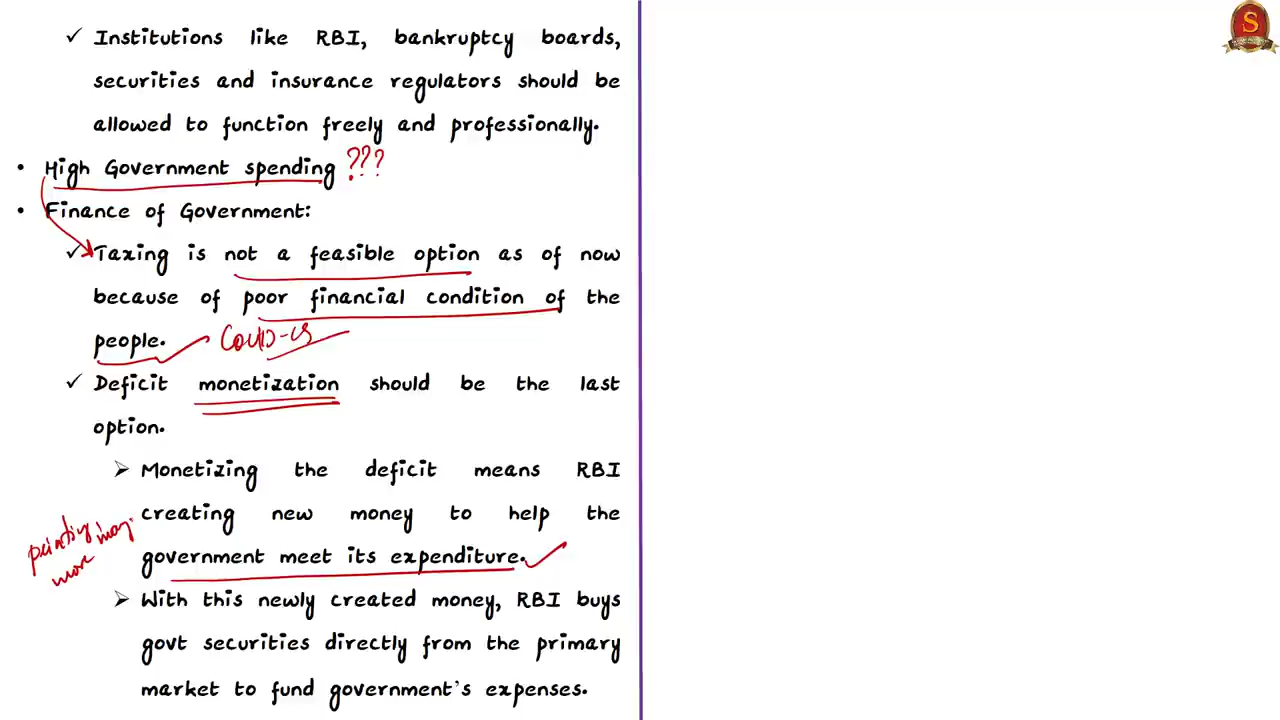 ✓ Institutions like RBI, bankruptcy boards,
securities and insurance regulators should be
allowed to function freely and professionally.
• High Government spending ???
• Finance of Government:
✓ Taxing is not a feasible option as of now
because of poor financial condition of the
people. Covid-19
✓ Deficit monetization should be the last
option.
➢ Monetizing the deficit means RBI
creating new money to help the
government meet its expenditure.
printing
more
➢ With this newly created money, RBI buys
govt securities directly from the primary
market to fund government's expenses.
S